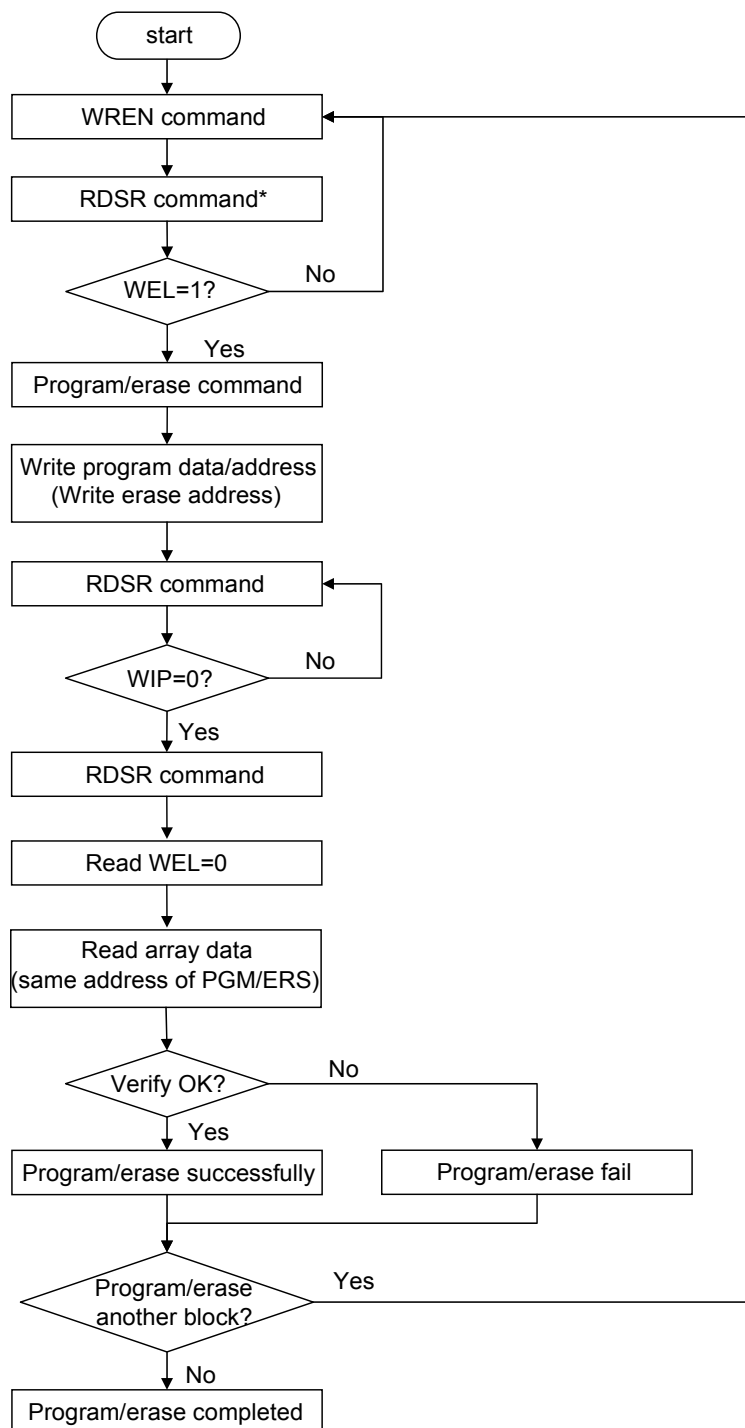 start
WREN command
RDSR command*
WEL=1?
No
Yes
Program/erase command
Write program data/address
(Write erase address)
RDSR command
WIP=0?
No
Yes
RDSR command
Read WEL=0
Read array data
(same address of PGM/ERS)
Verify OK?
No
Yes
Program/erase successfully
Program/erase fail
Program/erase
another block?
Yes
No
Program/erase completed